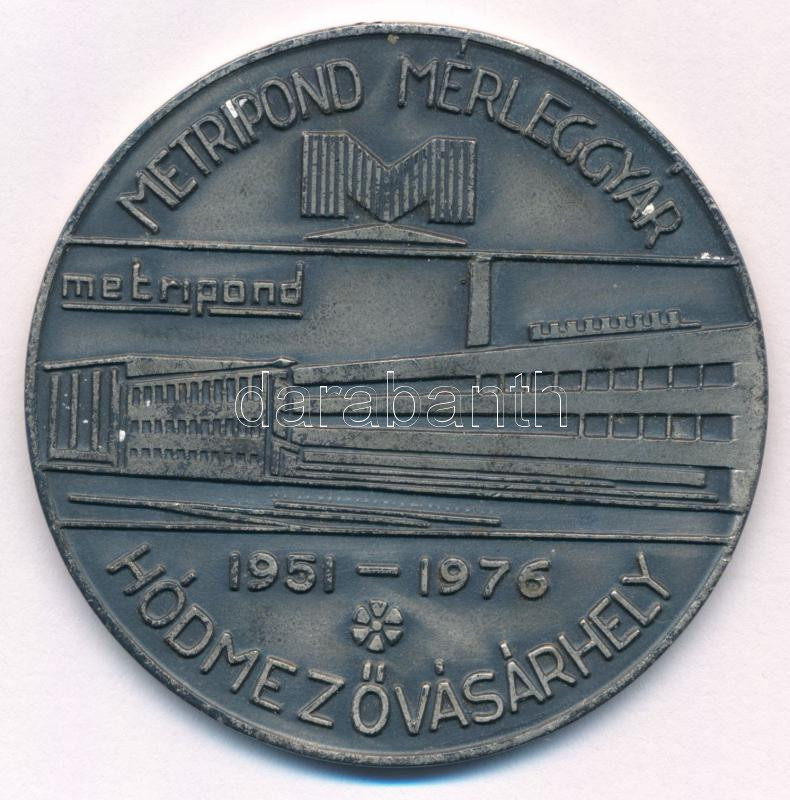 METRIPOND MÉRLEGGYÁR
M
metripond
darabanth
1951 – 1976
HÓDMEZŐVÁSÁRHELY